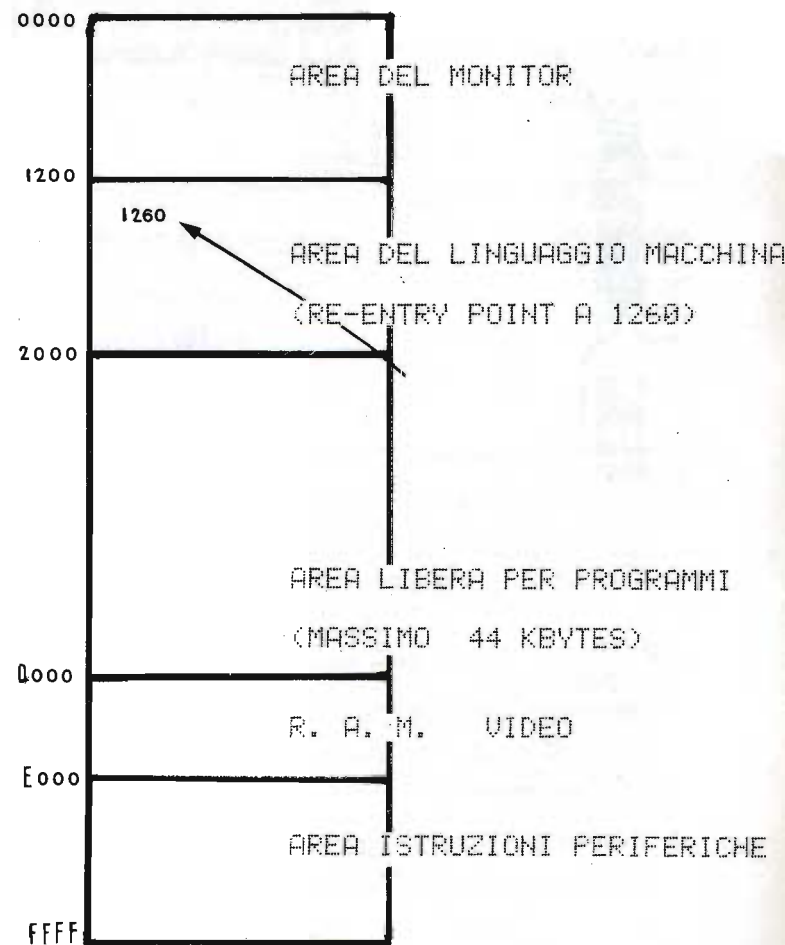 0000
AREA DEL MONITOR
1200
1260
AREA DEL LINGUAGGIO MACCHINA
(RE-ENTRY POINT A 1260)
2000
AREA LIBERA PER PROGRAMMI
(MASSIMO 44 KBYTES)
D000
R. A. M. VIDEO
E000
AREA ISTRUZIONI PERIFERICHE
FFFF